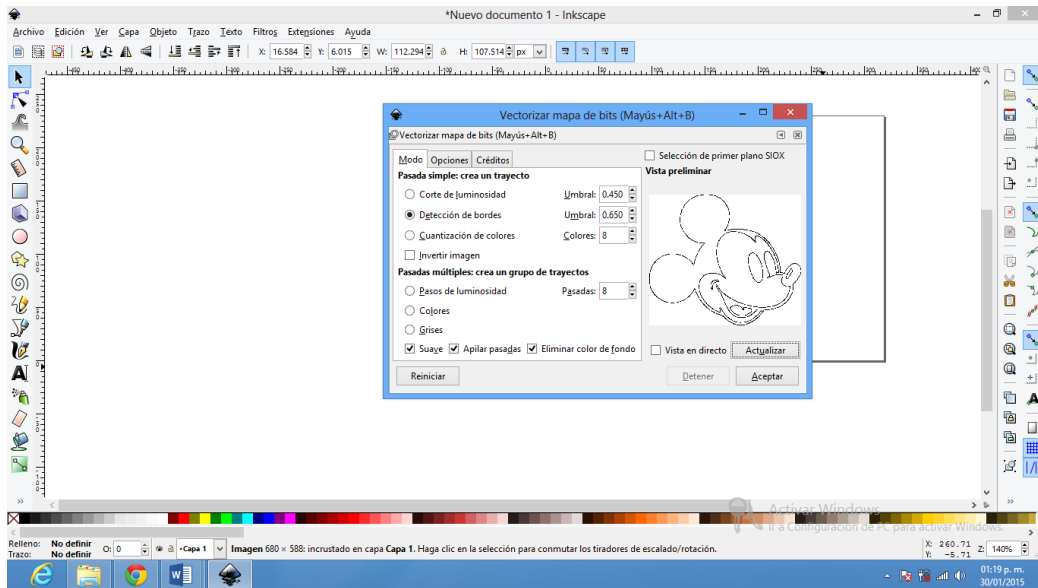 *Nuevo documento 1 - Inkscape
Archivo Edición Ver Capa Objeto Trazo Texto Filtros Extensiones Ayuda
X: 16.584 Y: 6.015 W: 112.294 H: 107.514 px
Vectorizar mapa de bits (Mayús+Alt+B)
Vectorizar mapa de bits (Mayús+Alt+B)
Modo Opciones Créditos
Selección de primer plano SIOX
Pasada simple: crea un trayecto
Vista preliminar
Corte de luminosidad Umbral: 0.450
Detección de bordes Umbral: 0.650
Cuantización de colores Colores: 8
Invertir imagen
Pasadas múltiples: crea un grupo de trayectos
Pasos de luminosidad Pasadas: 8
Colores
Grises
Suave Apilar pasadas Eliminar color de fondo
Vista en directo Actualizar
Reiniciar Detener Aceptar
Activar Windows
Ir a Configuración de PC para activar Windows.
Relleno: No definir
Trazo: No definir
O: 0 Capa 1 Imagen 680 × 588: incrustado en capa Capa 1. Haga clic en la selección para conmutar los tiradores de escalado/rotación.
X: 260.71
Y: -5.71
Z: 140%
01:19 p. m.
30/01/2015